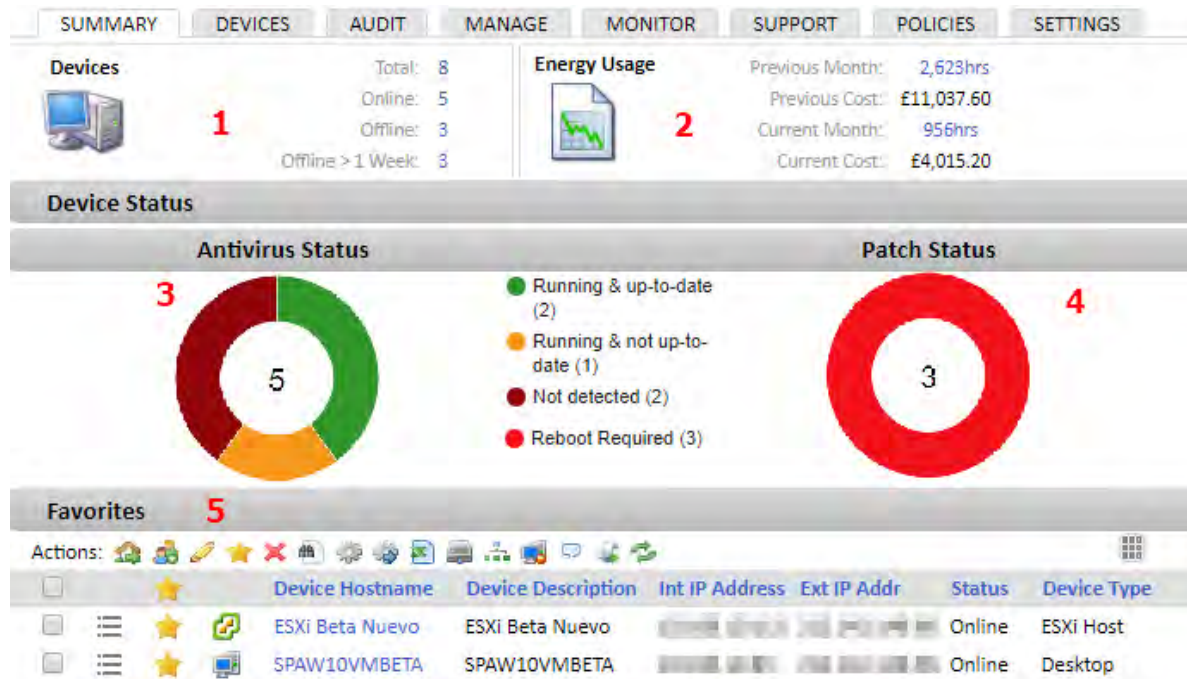 SUMMARY DEVICES AUDIT MANAGE MONITOR SUPPORT POLICIES SETTINGS
Devices
Total: 8
Online: 5
Offline: 3
Offline > 1 Week: 3
1
Energy Usage
Previous Month: 2,623hrs
Previous Cost: £11,037.60
Current Month: 956hrs
Current Cost: £4,015.20
2
Device Status
Antivirus Status
Patch Status
3
5
Running & up-to-date
(2)
Running & not up-to-
date (1)
Not detected (2)
Reboot Required (3)
3
4
Favorites 5
Actions:
Device Hostname Device Description Int IP Address Ext IP Addr Status Device Type
ESXi Beta Nuevo ESXi Beta Nuevo Online ESXi Host
SPAW10VMBETA SPAW10VMBETA Online Desktop